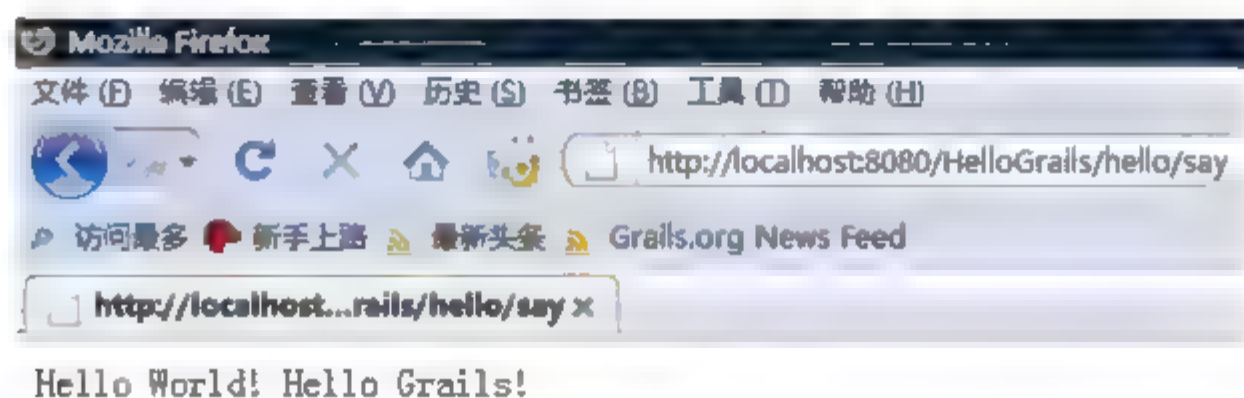 Mozilla Firefox
文件(F) 编辑(E) 查看(V) 历史(S) 书签(B) 工具(T) 帮助(H)
http://localhost:8080/HelloGrails/hello/say
访问最多 新手上路 最新头条 Grails.org News Feed
http://localhost...rails/hello/say ×
Hello World! Hello Grails!